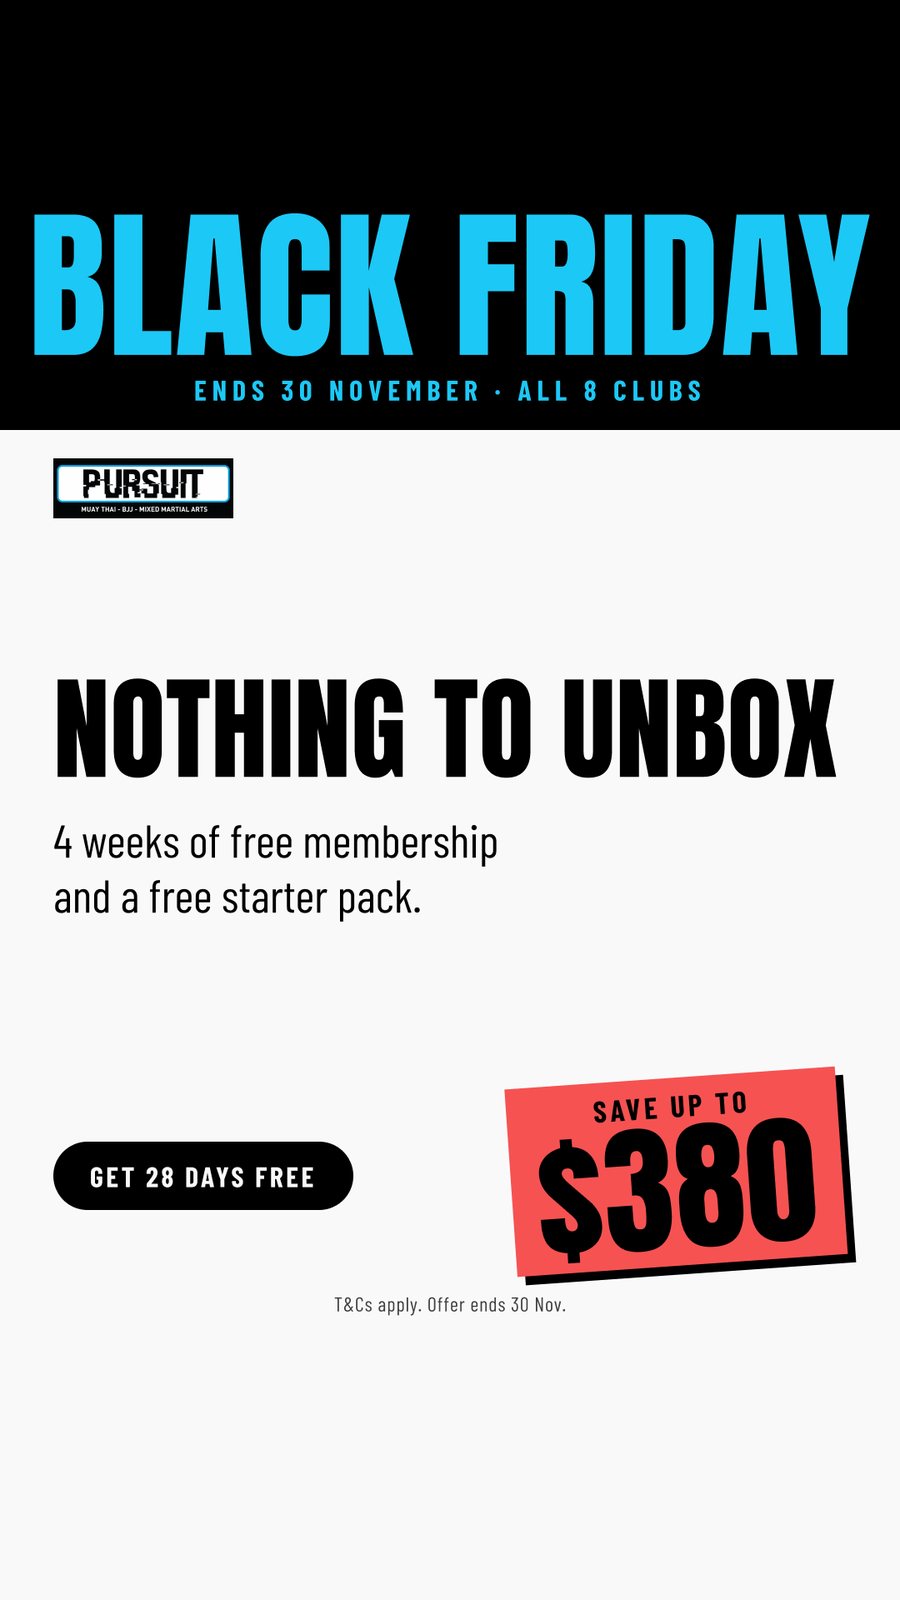 BLACK FRIDAY
ENDS 30 NOVEMBER · ALL 8 CLUBS
PURSUIT
MUAY THAI - BJJ - MIXED MARTIAL ARTS
NOTHING TO UNBOX
4 weeks of free membership
and a free starter pack.
SAVE UP TO
$380
GET 28 DAYS FREE
T&Cs apply. Offer ends 30 Nov.